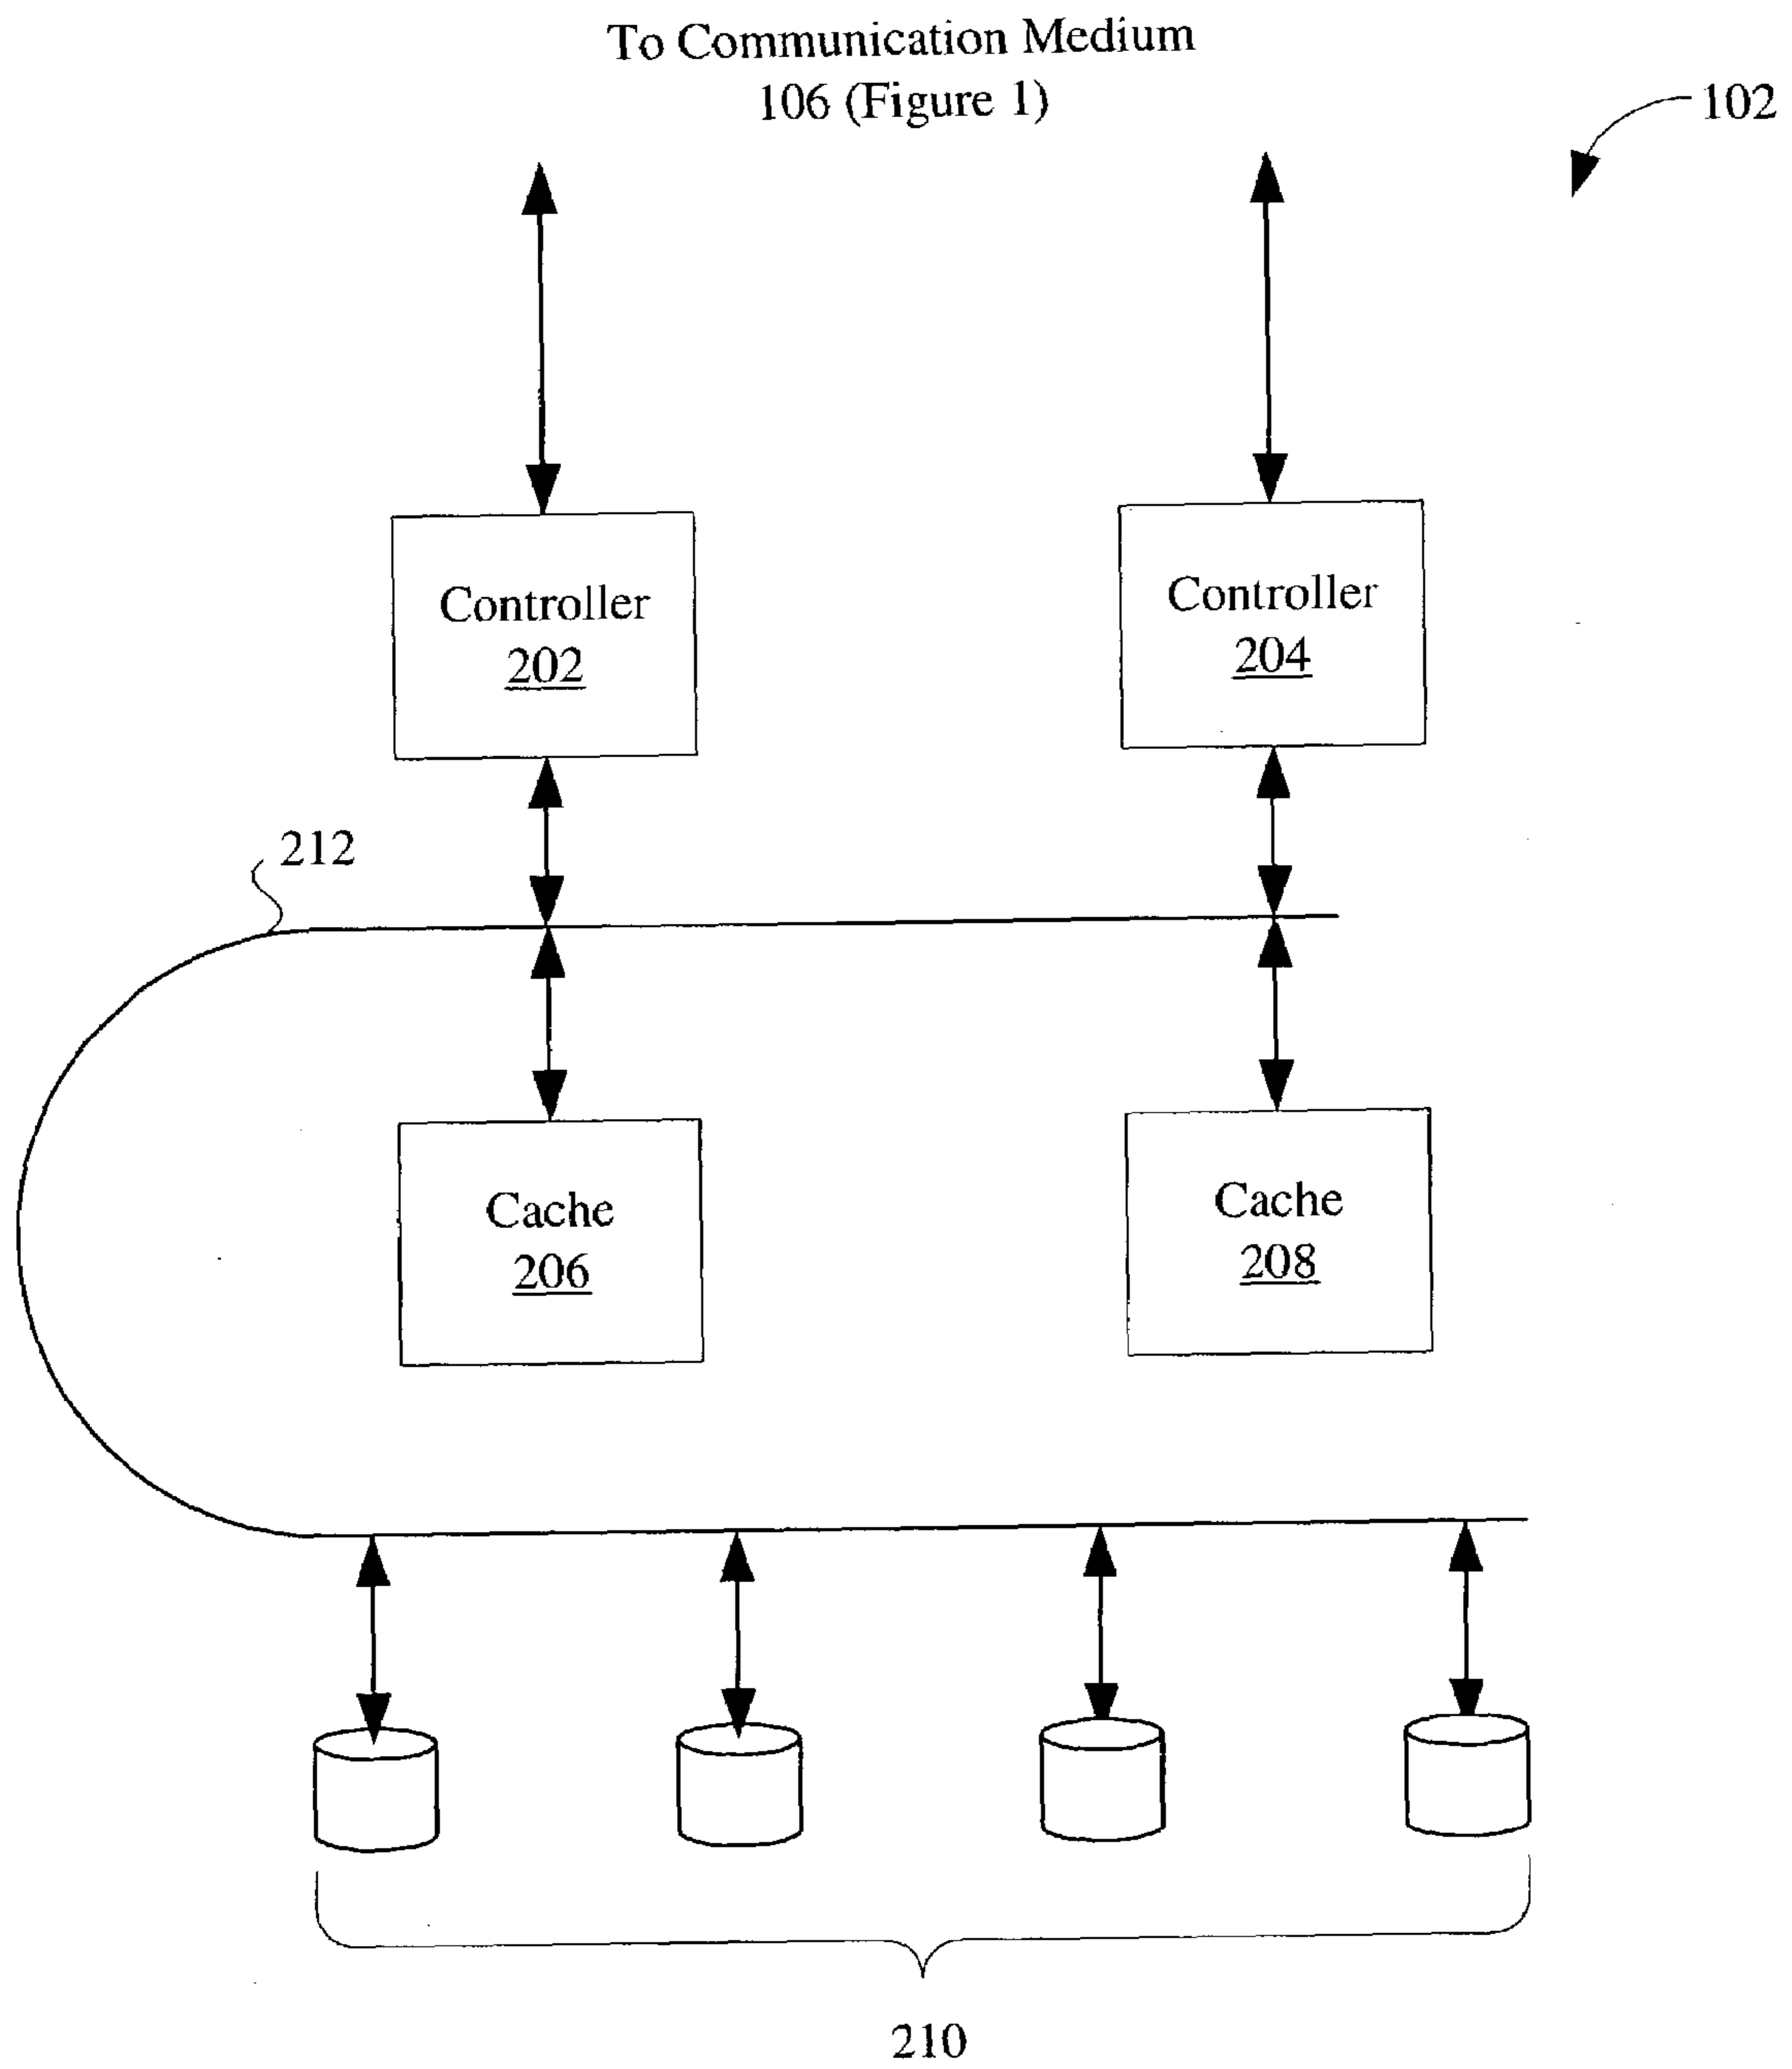 To Communication Medium
106 (Figure 1)
102
Controller
202
Controller
204
212
Cache
206
Cache
208
210